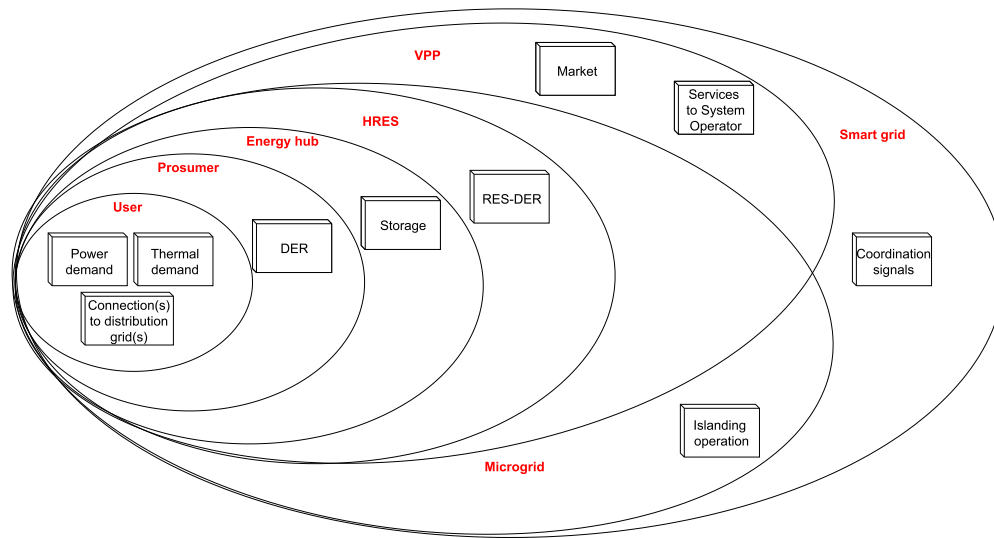 VPP
Market
Services
to System
Operator
HRES
Smart grid
Energy hub
Prosumer
RES-DER
User
Storage
Power
demand
Thermal
demand
DER
Coordination
signals
Connection(s)
to distribution
grid(s)
Islanding
operation
Microgrid